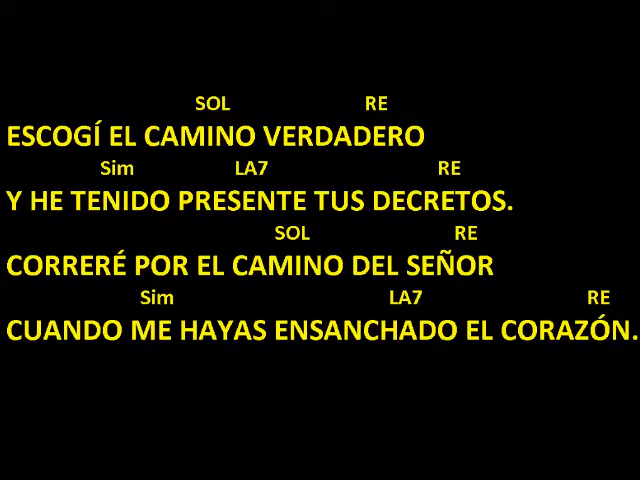 SOL RE
ESCOGÍ EL CAMINO VERDADERO
Sim LA7 RE
Y HE TENIDO PRESENTE TUS DECRETOS.
SOL RE
CORRERÉ POR EL CAMINO DEL SEÑOR
Sim LA7 RE
CUANDO ME HAYAS ENSANCHADO EL CORAZÓN.